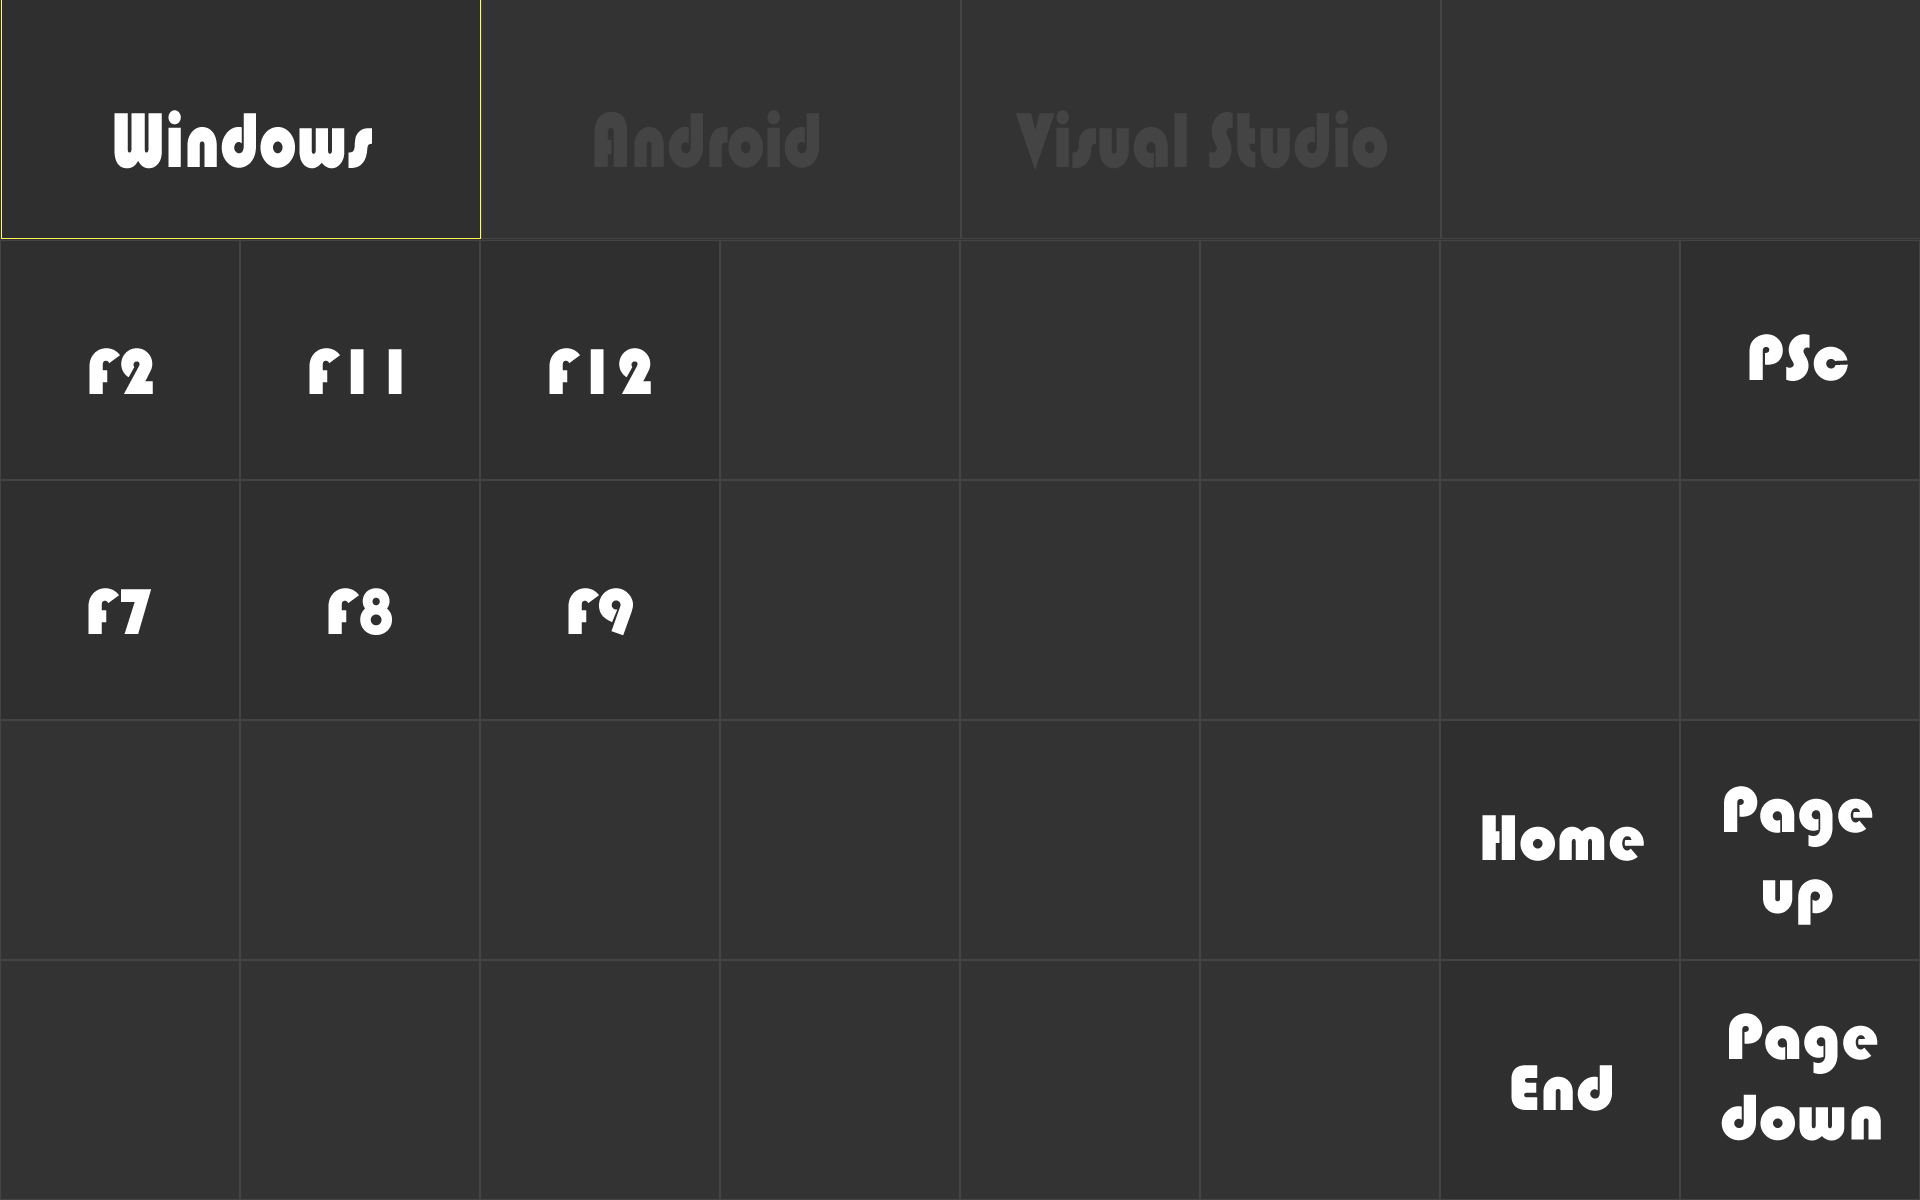 Windows Android Visual Studio
F2 F11 F12 PSc
F7 F8 F9
Home Page up
End Page down